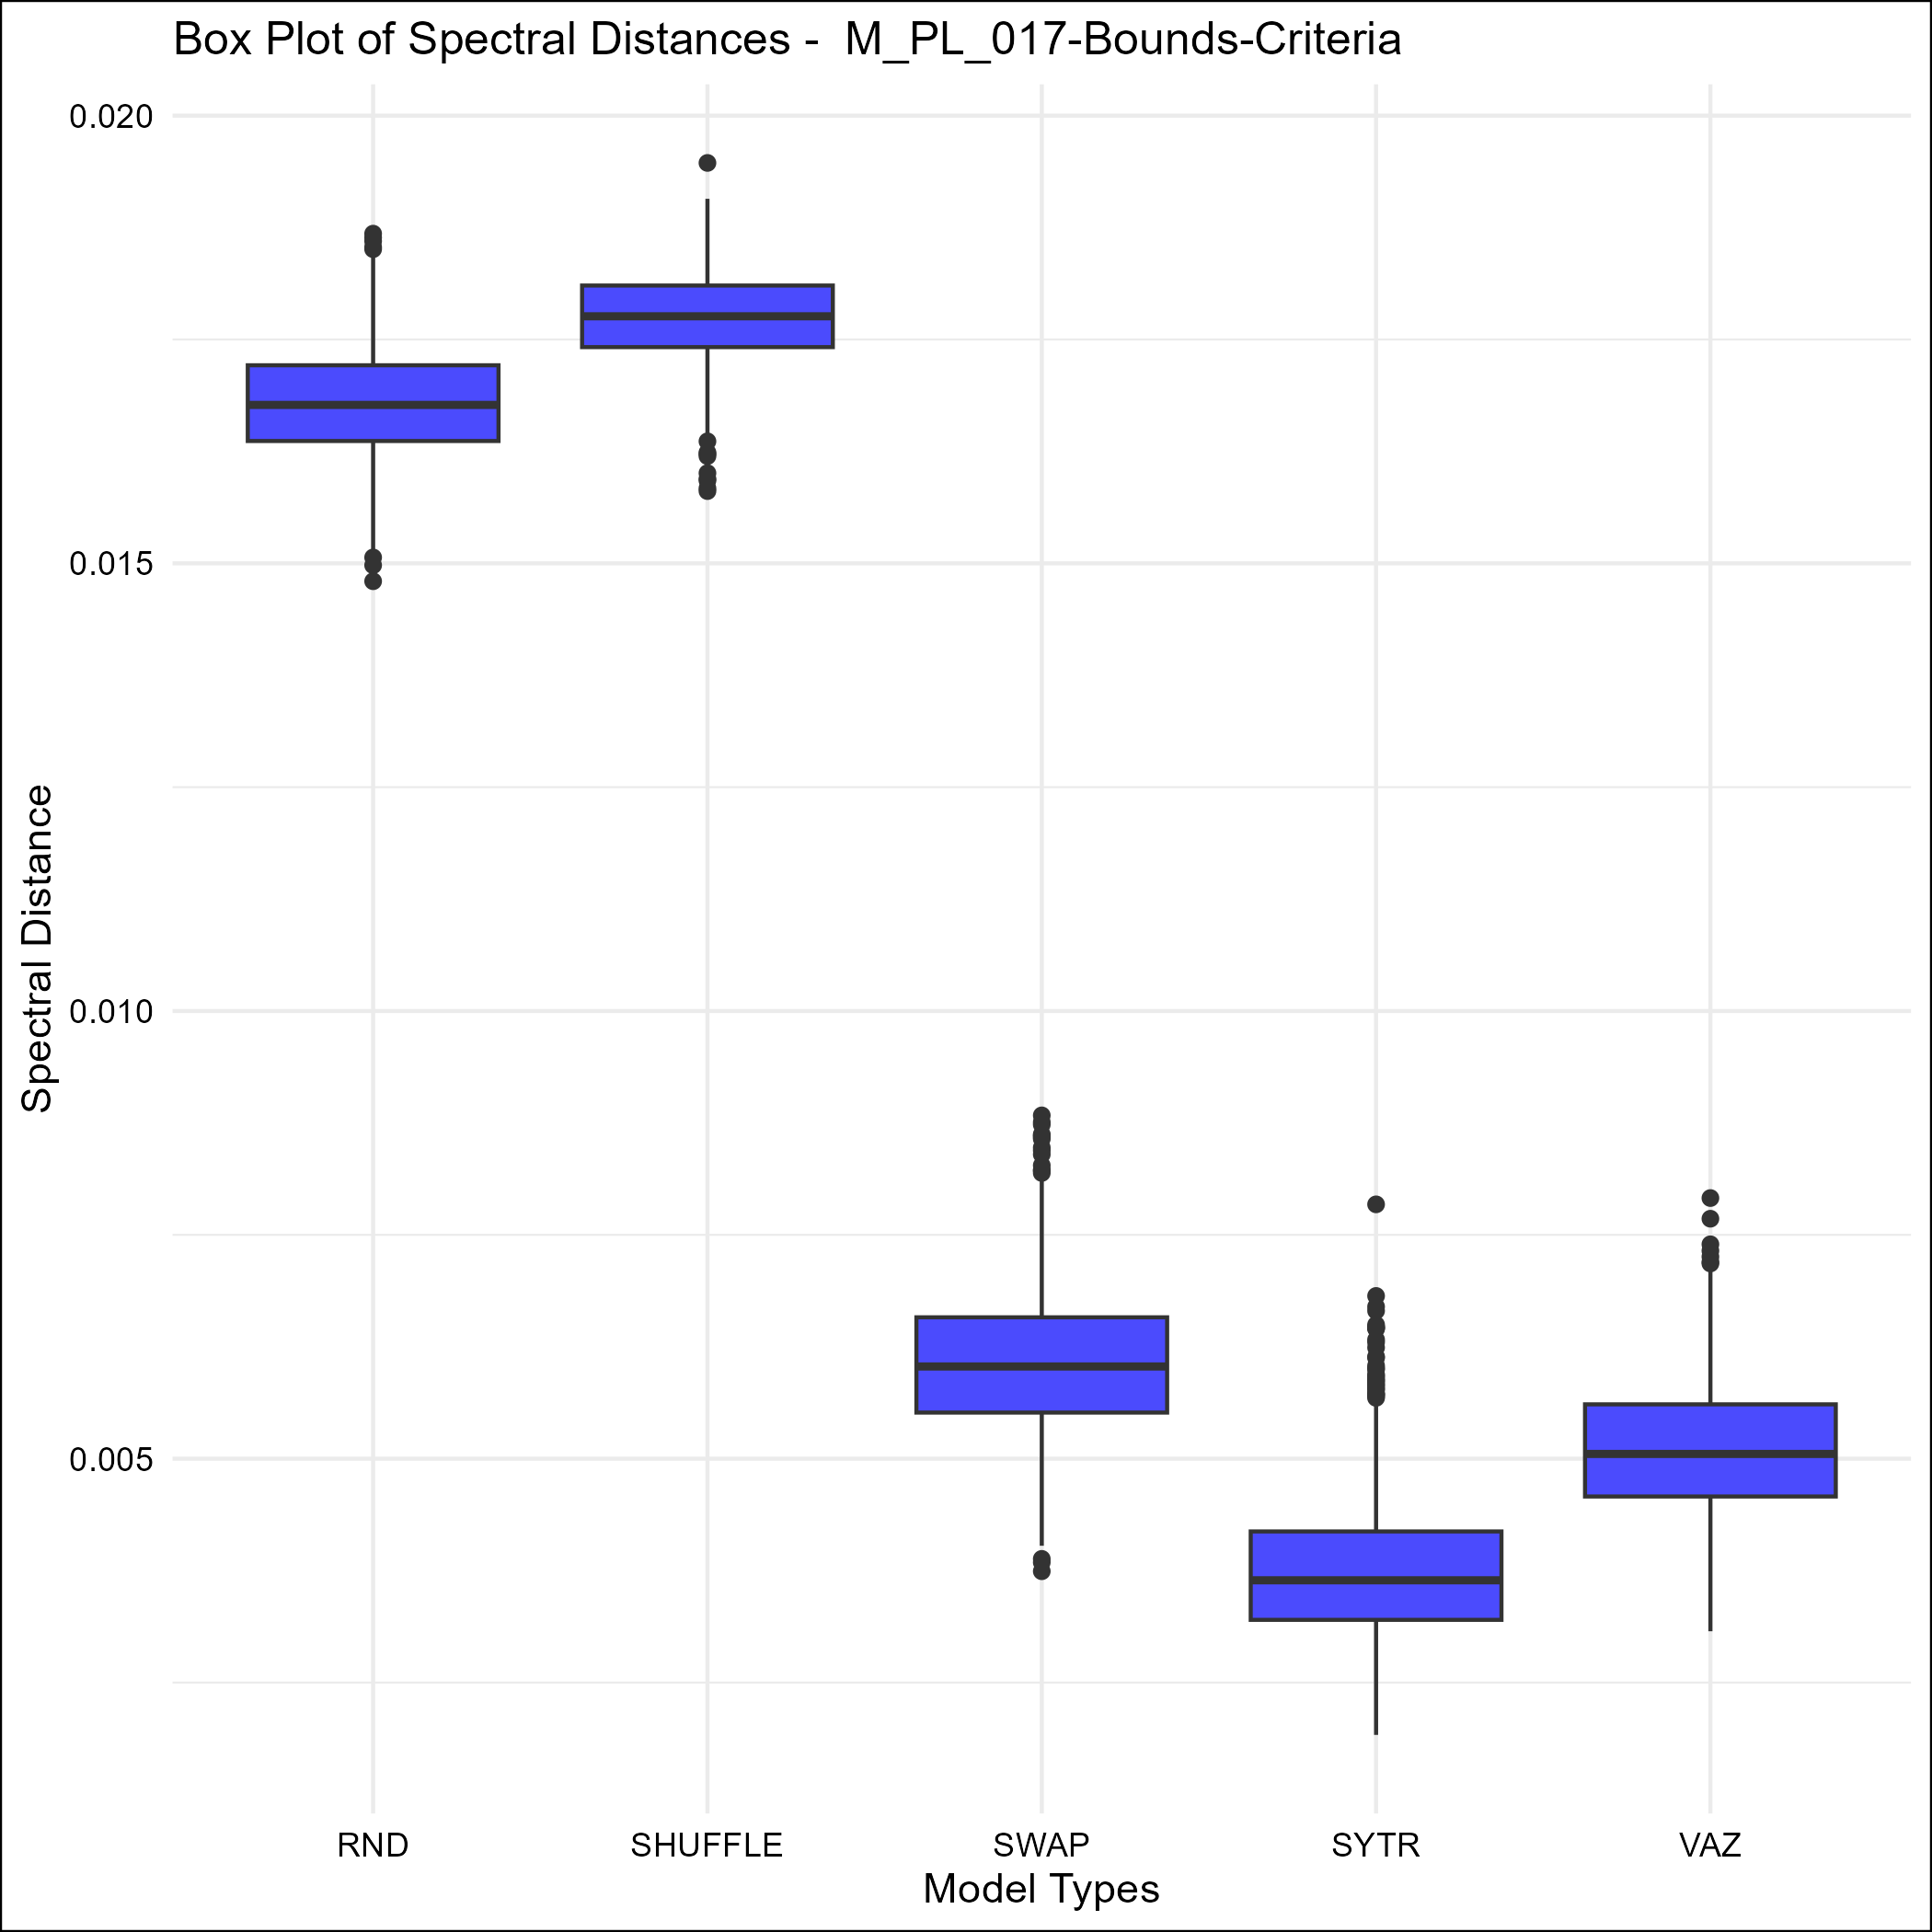 Box Plot of Spectral Distances -  M_PL_017-Bounds-Criteria
0.020
0.015
0.010
0.005
Spectral Distance
RND SHUFFLE SWAP SYTR VAZ
Model Types